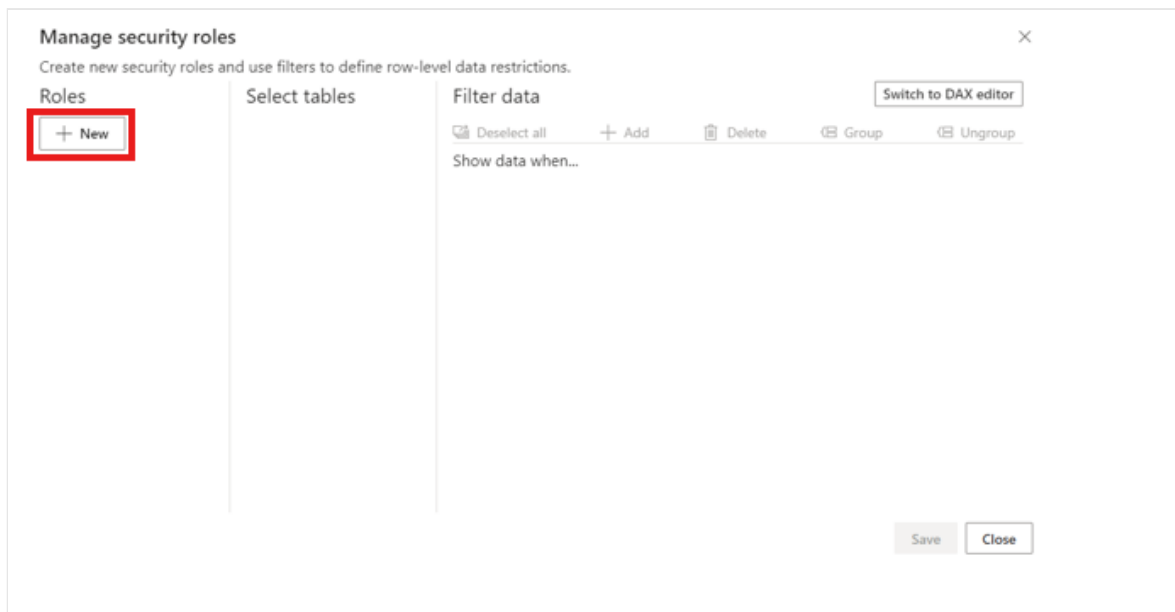 Manage security roles
Create new security roles and use filters to define row-level data restrictions.
Roles
Select tables
Filter data
Switch to DAX editor
New
Deselect all
Add
Delete
Group
Ungroup
Show data when...
Save
Close